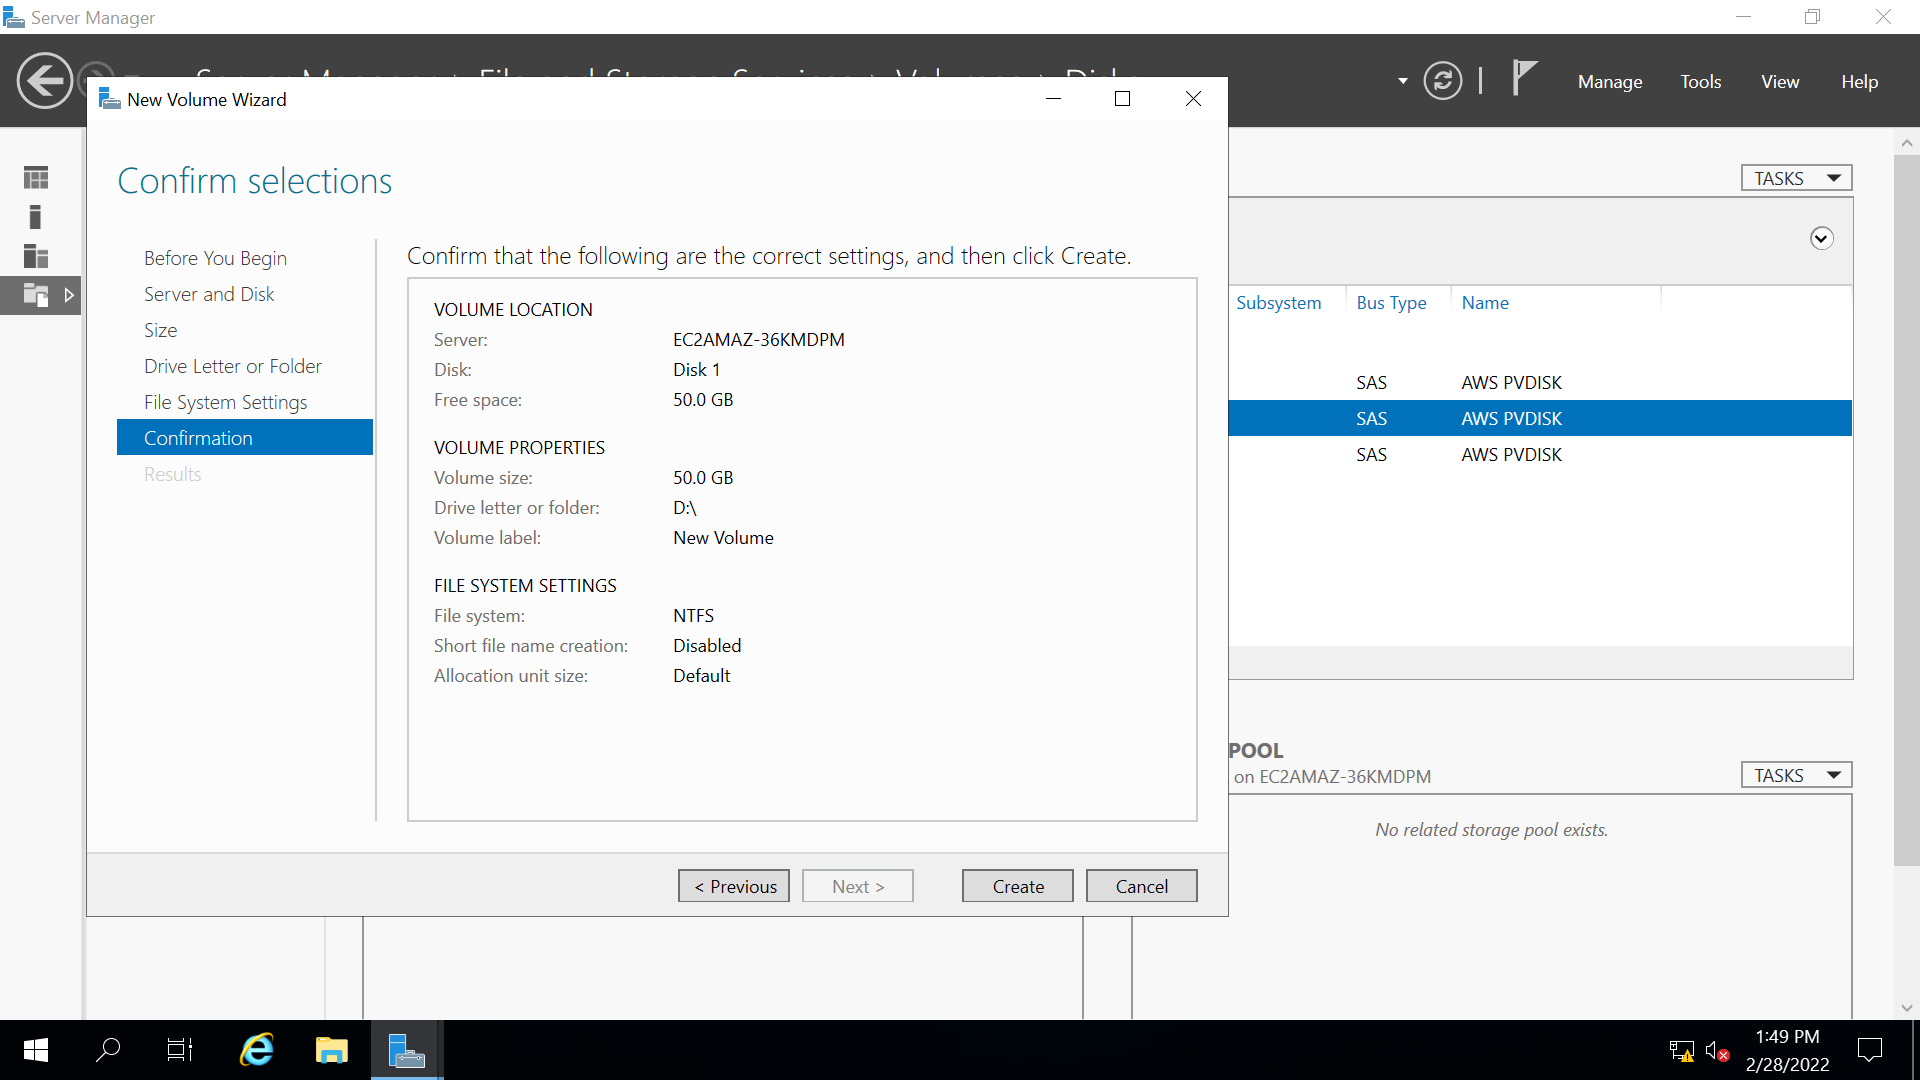 Server Manager
Manage
Tools
View
Help
New Volume Wizard
Confirm selections
Before You Begin
Server and Disk
Size
Drive Letter or Folder
File System Settings
Confirmation
Results
Confirm that the following are the correct settings, and then click Create.
VOLUME LOCATION
Server: EC2AMAZ-36KMDPM
Disk: Disk 1
Free space: 50.0 GB
VOLUME PROPERTIES
Volume size: 50.0 GB
Drive letter or folder: D:\
Volume label: New Volume
FILE SYSTEM SETTINGS
File system: NTFS
Short file name creation: Disabled
Allocation unit size: Default
< Previous
Next >
Create
Cancel
TASKS
Subsystem Bus Type Name
SAS AWS PVDISK
SAS AWS PVDISK
SAS AWS PVDISK
POOL
on EC2AMAZ-36KMDPM
TASKS
No related storage pool exists.
1:49 PM
2/28/2022